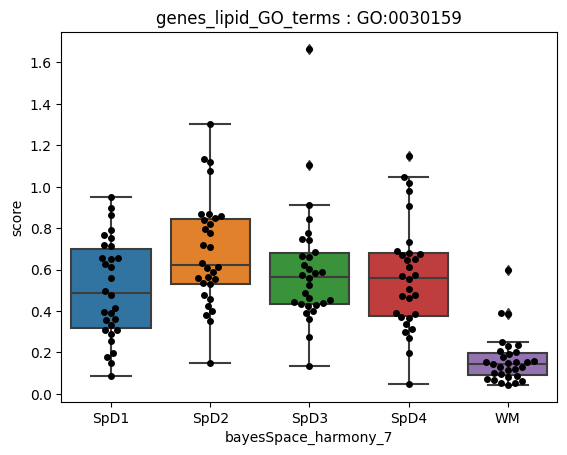 genes_lipid_GO_terms : GO:0030159
1.6
1.4
1.2
1.0
0.8
0.6
0.4
0.2
0.0
score
SpD1 SpD2 SpD3 SpD4 WM
bayesSpace_harmony_7